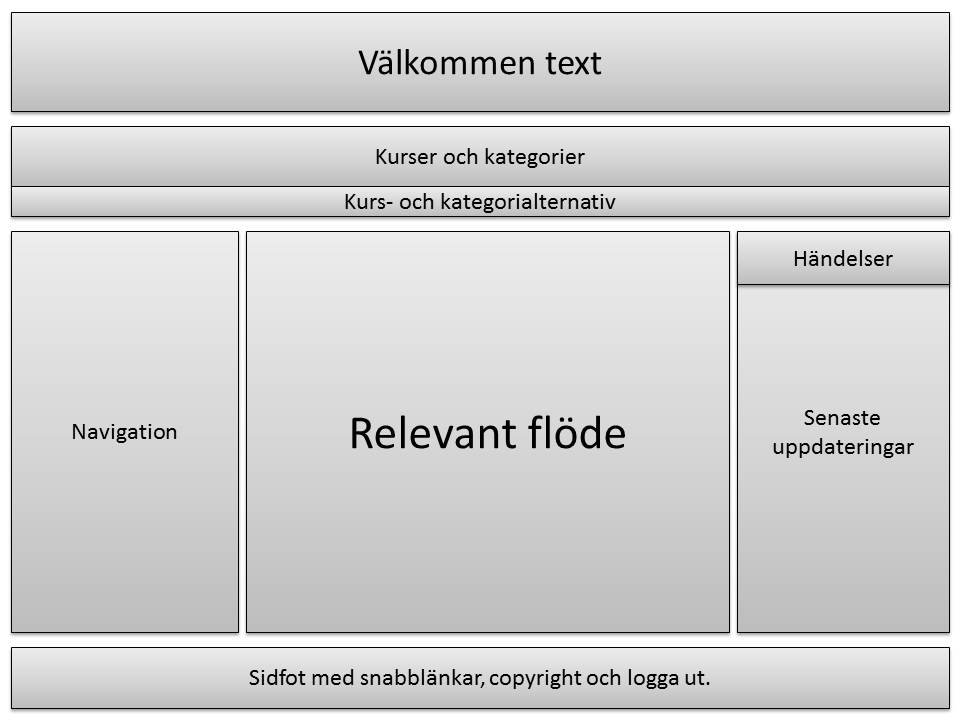 Välkommen text
Kurser och kategorier
Kurs- och kategorialternativ
Navigation
Relevant flöde
Händelser
Senaste
uppdateringar
Sidfot med snabblänkar, copyright och logga ut.